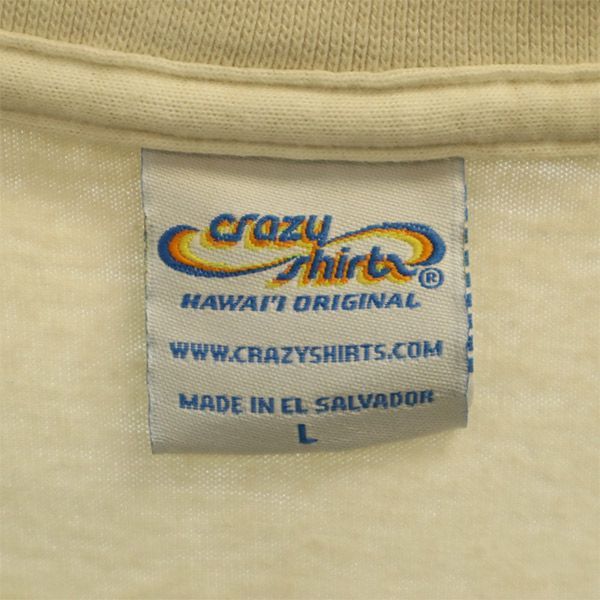 crazy
shirts®
HAWAI'I ORIGINAL
WWW.CRAZYSHIRTS.COM
MADE IN EL SALVADOR
L